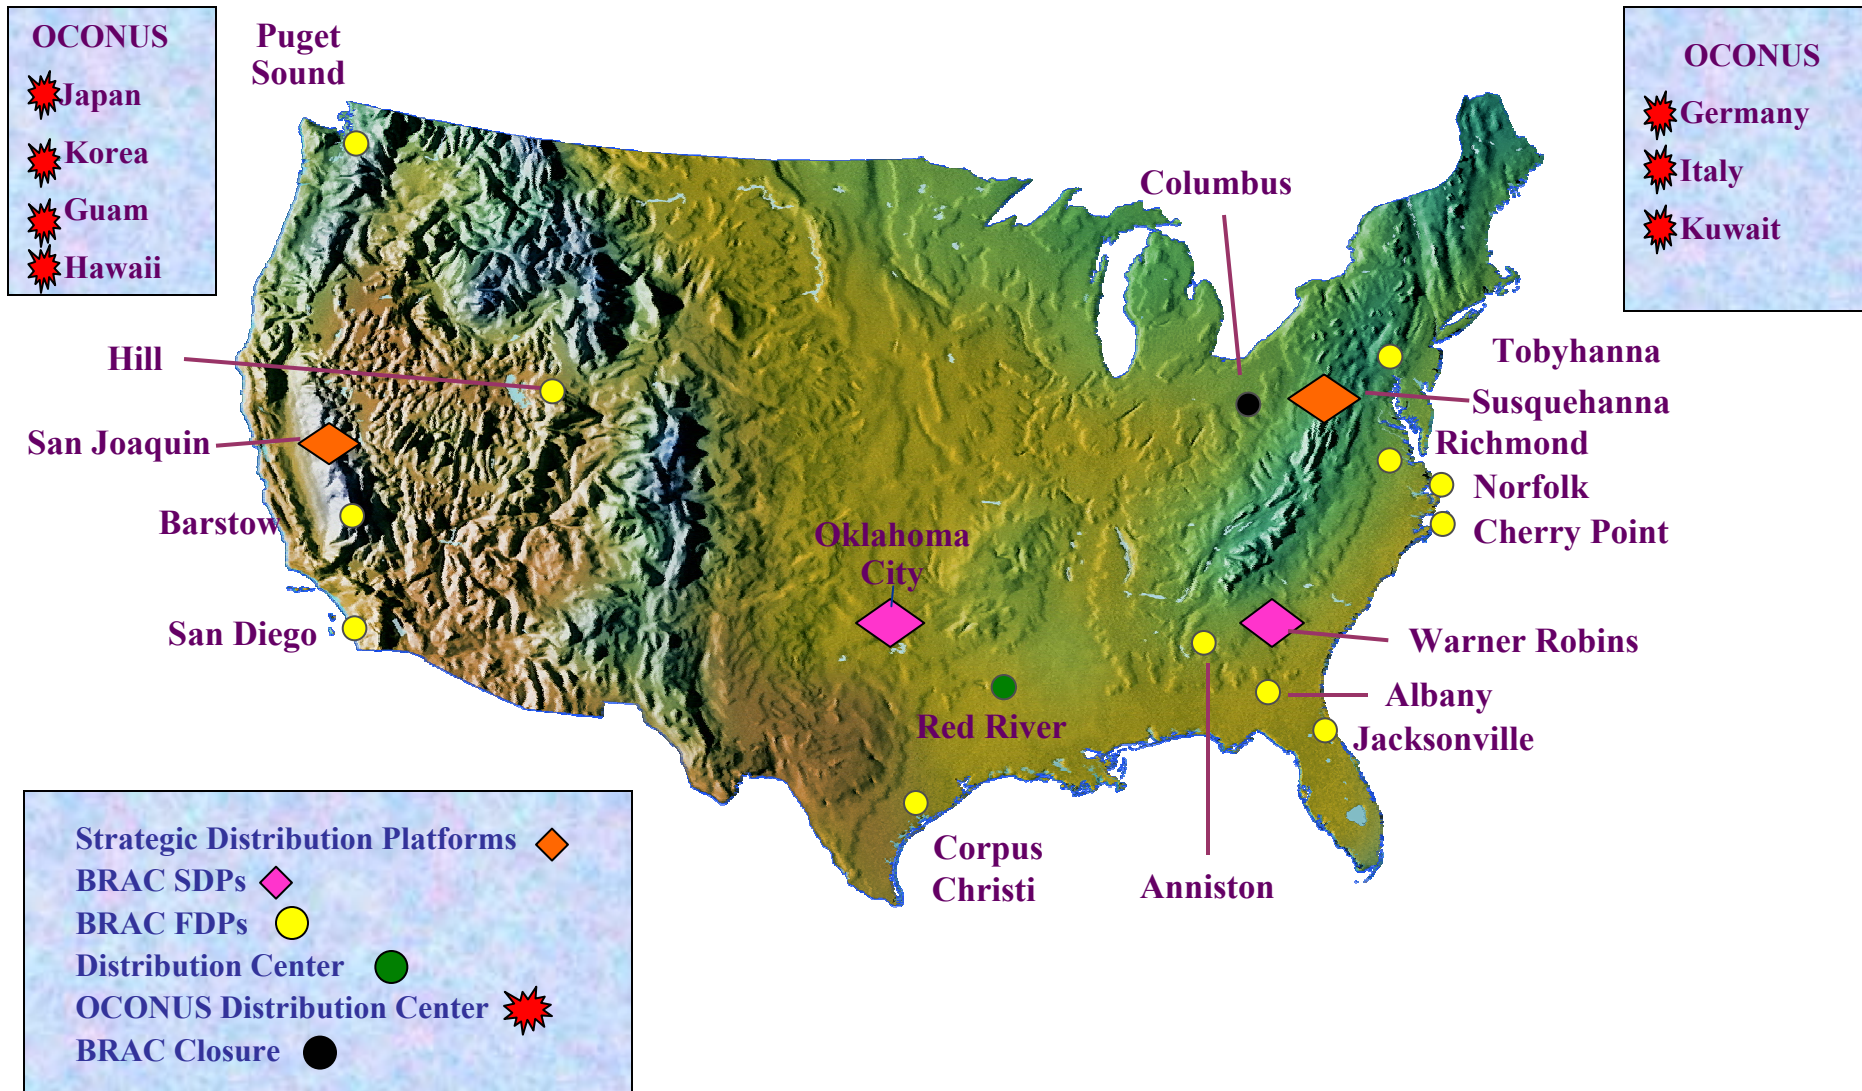 OCONUS
Japan
Korea
Guam
Hawaii
Puget
Sound
OCONUS
Germany
Italy
Kuwait
Columbus
Hill
San Joaquin
Barstow
San Diego
Oklahoma
City
Red River
Corpus
Christi
Anniston
Tobyhanna
Susquehanna
Richmond
Norfolk
Cherry Point
Warner Robins
Albany
Jacksonville
Strategic Distribution Platforms
BRAC SDPs
BRAC FDPs
Distribution Center
OCONUS Distribution Center
BRAC Closure